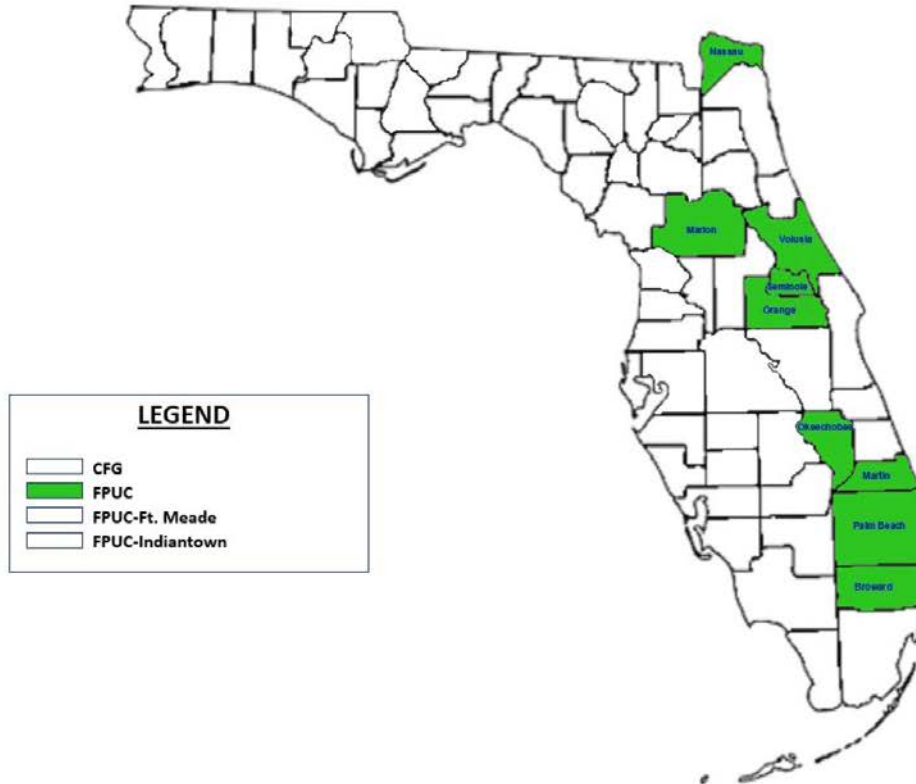 Nassau
Marion
Volusia
Seminole
Orange
Okeechobee
Martin
Palm Beach
Broward
LEGEND
CFG
FPUC
FPUC-Ft. Meade
FPUC-Indiantown